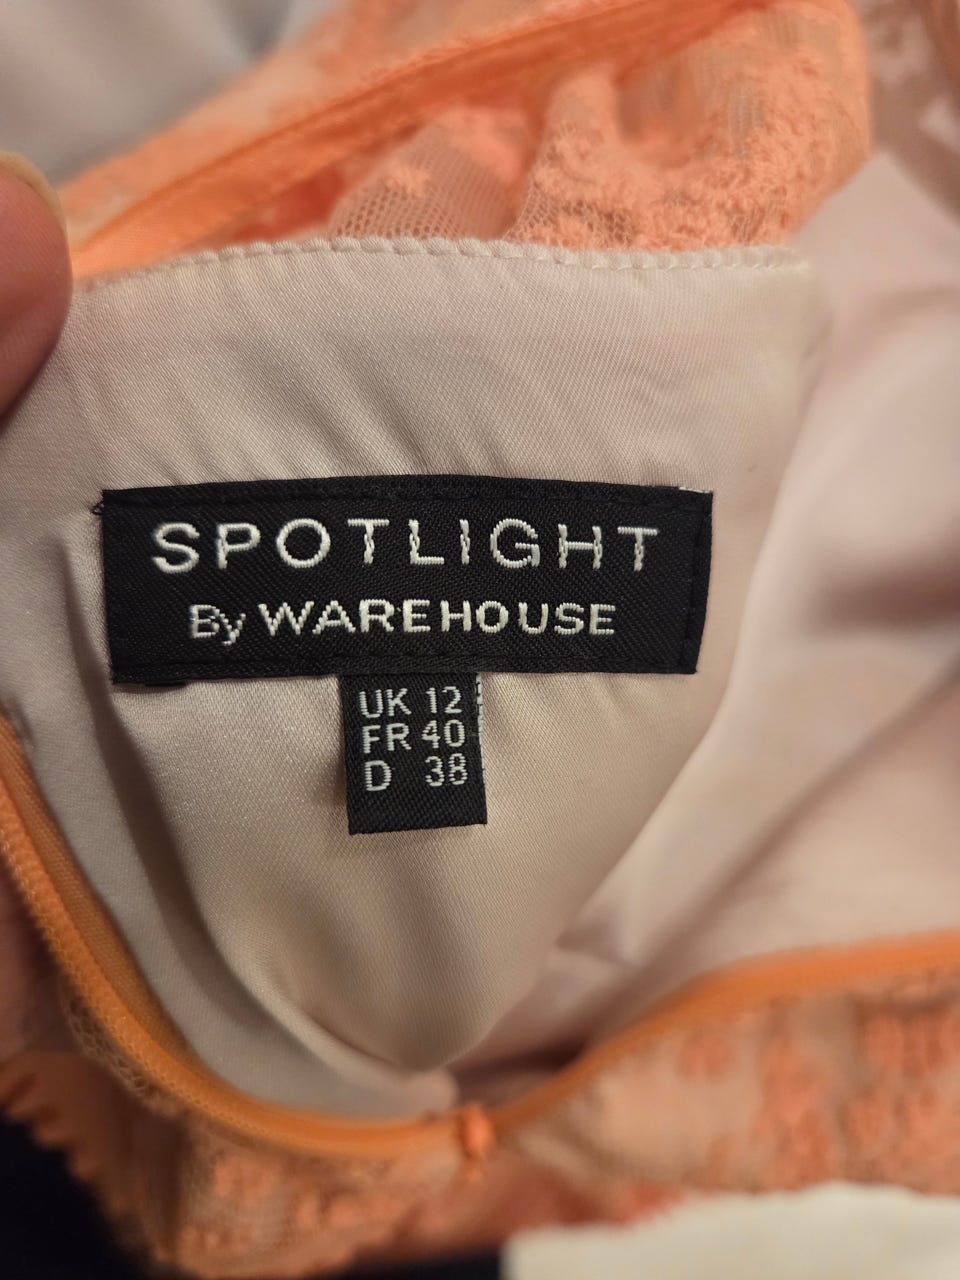 SPOTLIGHT
By WAREHOUSE
UK 12
FR 40
D 38